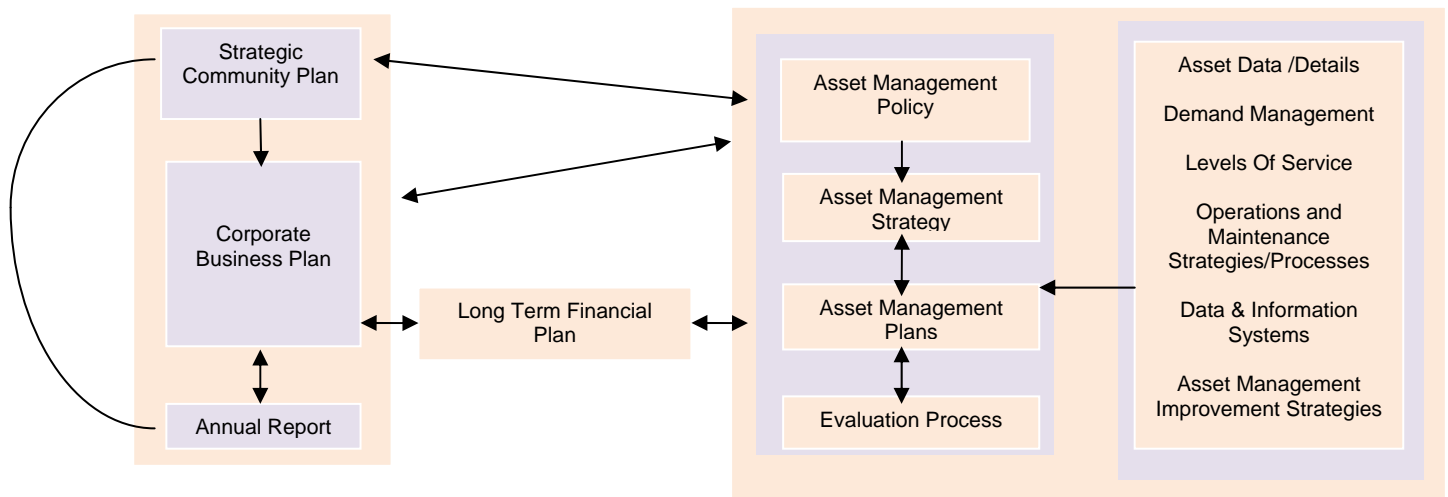 Strategic
Community Plan
Corporate
Business Plan
Annual Report
Long Term Financial
Plan
Asset Management
Policy
Asset Management
Strategy
Asset Management
Plans
Evaluation Process
Asset Data /Details
Demand Management
Levels Of Service
Operations and
Maintenance
Strategies/Processes
Data & Information
Systems
Asset Management
Improvement Strategies